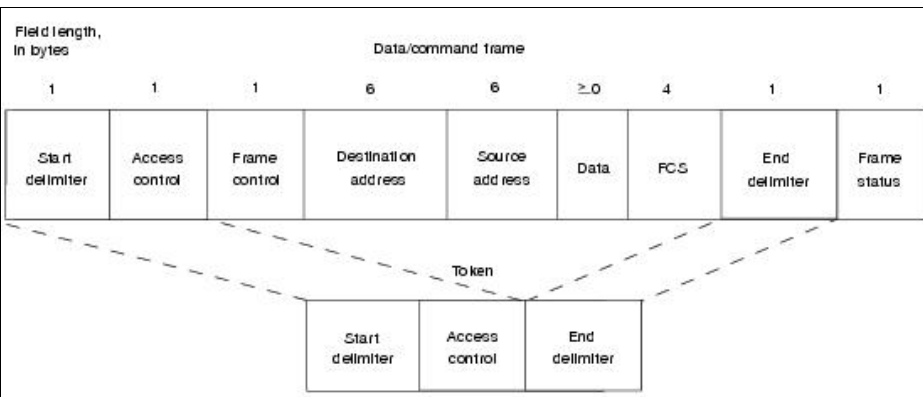 Field length,
In bytes
Data/command frame
1 1 1 6 6 ≥0 4 1 1
Start
delimiter
Access
control
Frame
control
Destination
address
Source
address
Data
FCS
End
delimiter
Frame
status
Token
Start
delimiter
Access
control
End
delimiter